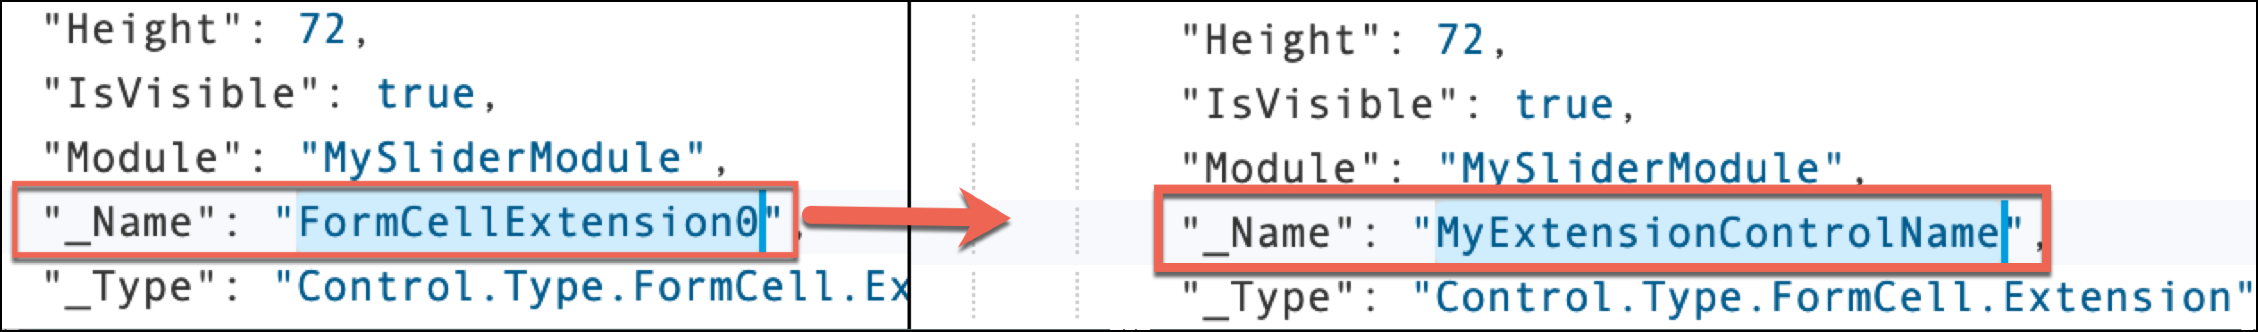 "Height": 72,
"IsVisible": true,
"Module": "MySliderModule",
"_Name": "FormCellExtension0",
"_Type": "Control.Type.FormCell.Ex
"Height": 72,
"IsVisible": true,
"Module": "MySliderModule",
"_Name": "MyExtensionControlName",
"_Type": "Control.Type.FormCell.Extension"